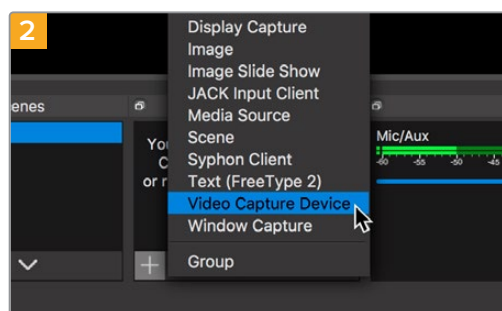 2
Display Capture
Image
Image Slide Show
JACK Input Client
Media Source
Scene
Syphon Client
Text (FreeType 2)
Video Capture Device
Window Capture
Group
enes
You
C
or r
Mic/Aux
-60 -55 -50 -45